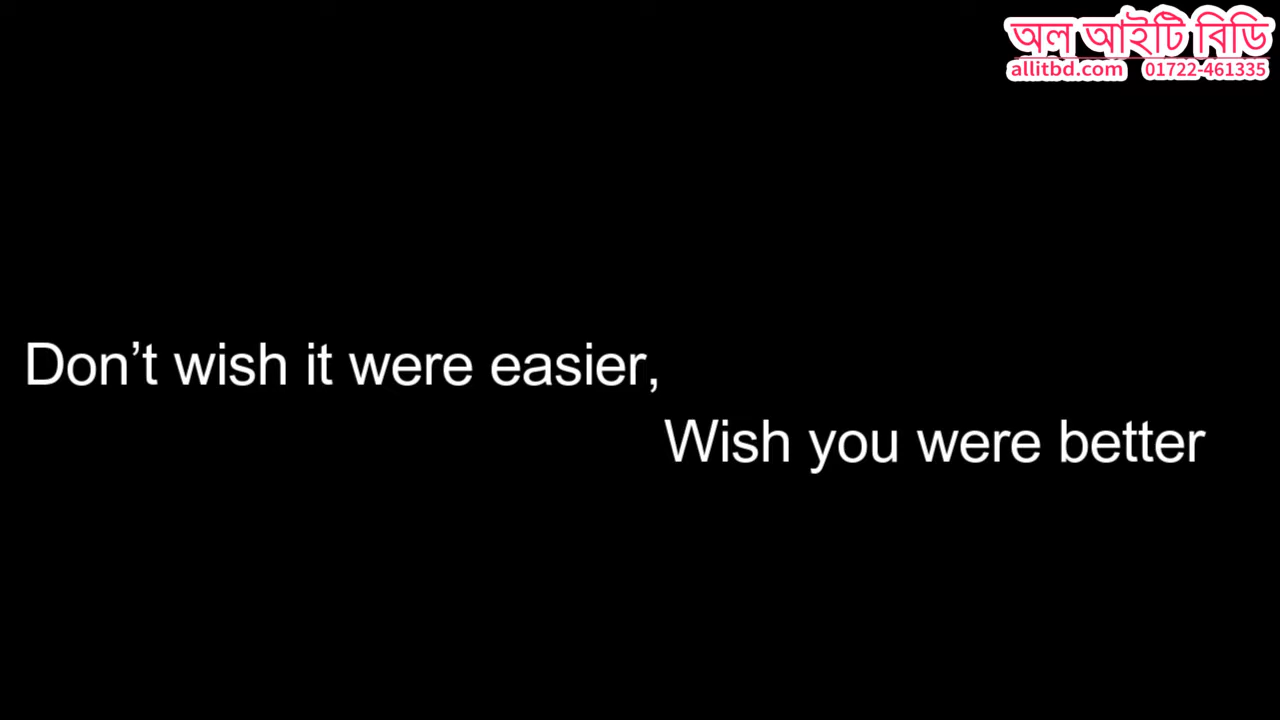 অল আইটি বিডি
allitbd.com 01722-461335
Don’t wish it were easier,
Wish you were better